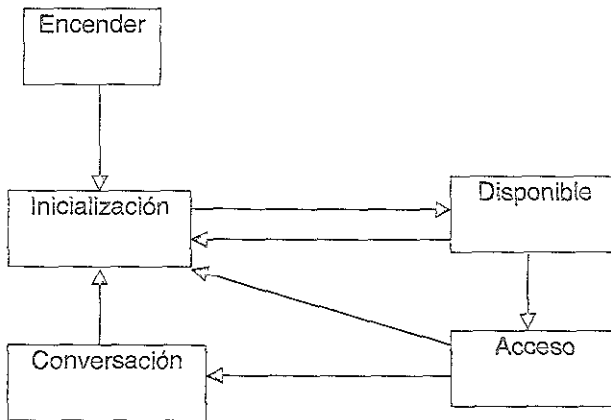 Encender
Inicialización
Disponible
Conversación
Acceso